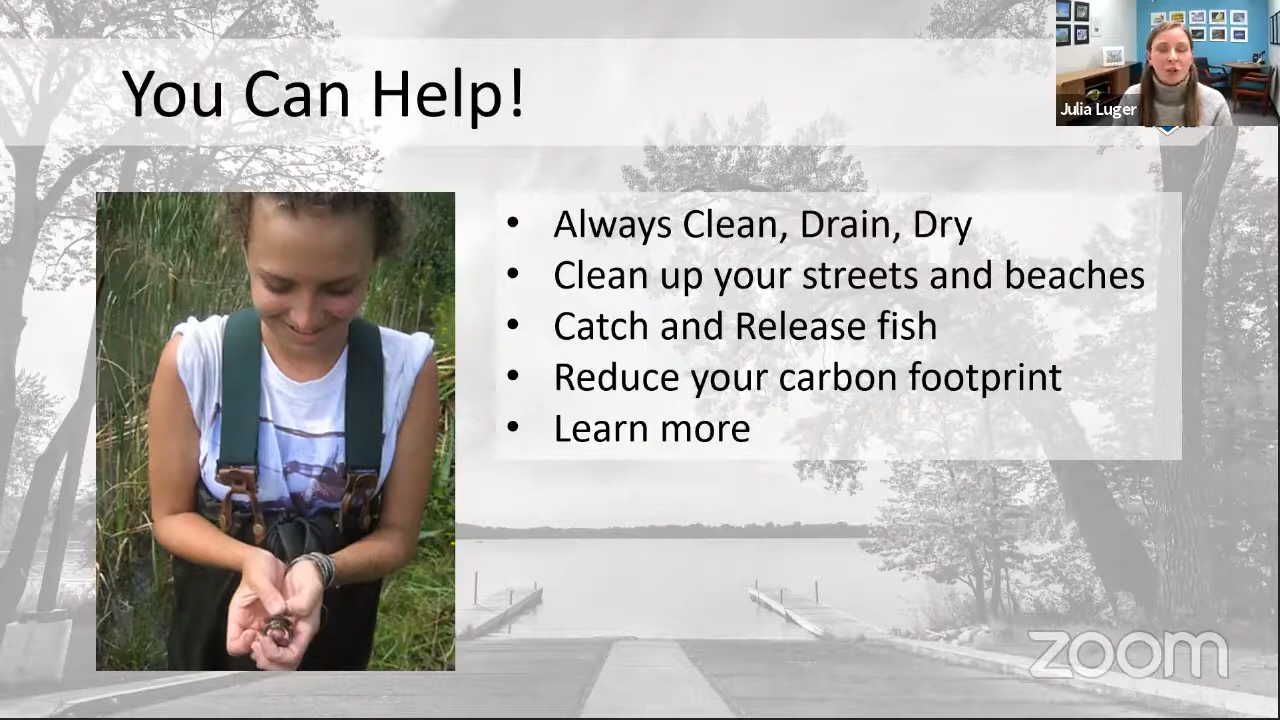 You Can Help!
Julia Luger
• Always Clean, Drain, Dry
• Clean up your streets and beaches
• Catch and Release fish
• Reduce your carbon footprint
• Learn more
zoom